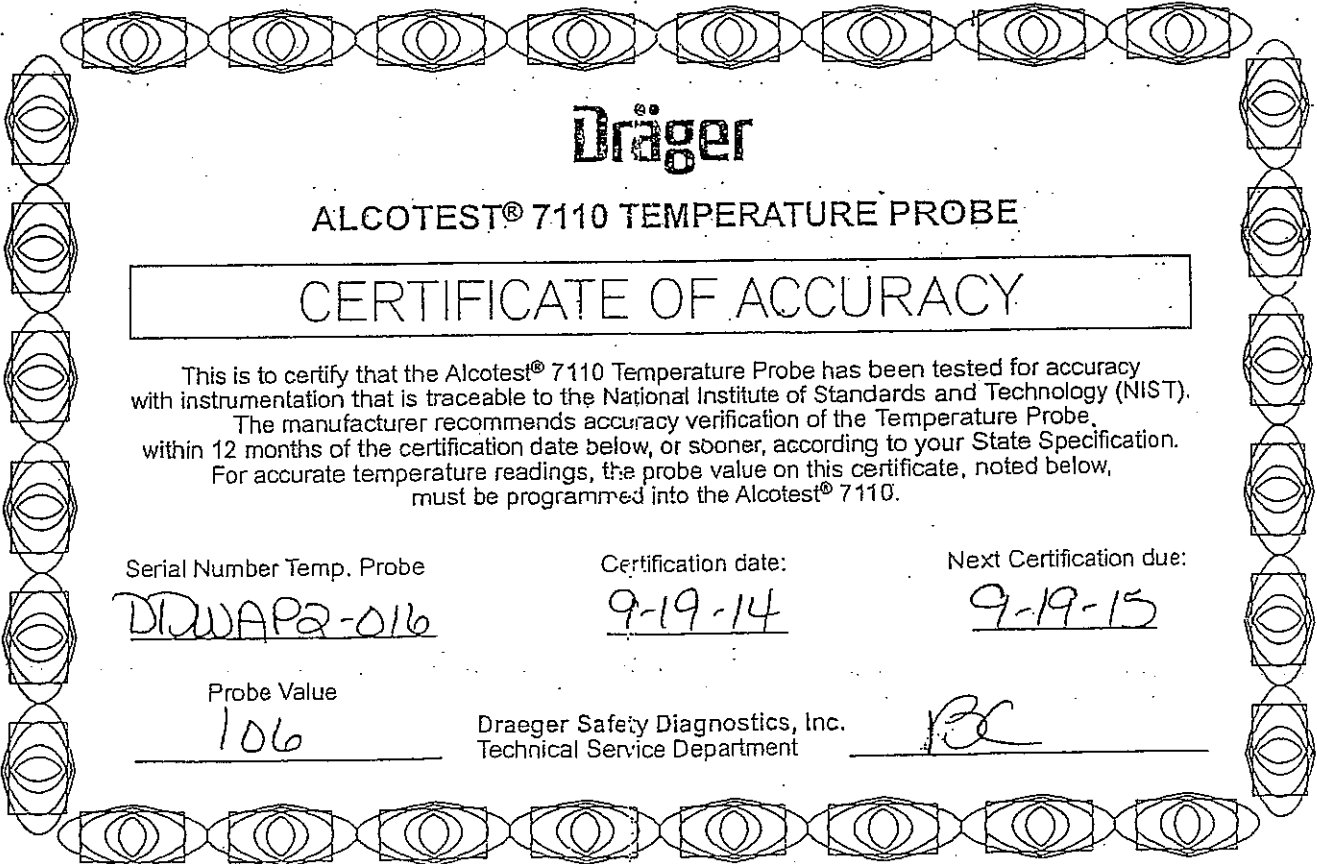 Dräger
ALCOTEST® 7110 TEMPERATURE PROBE
CERTIFICATE OF ACCURACY
This is to certify that the Alcotest® 7110 Temperature Probe has been tested for accuracy
with instrumentation that is traceable to the National Institute of Standards and Technology (NIST).
The manufacturer recommends accuracy verification of the Temperature Probe,
within 12 months of the certification date below, or sooner, according to your State Specification.
For accurate temperature readings, the probe value on this certificate, noted below,
must be programmed into the Alcotest® 7110.
Serial Number Temp. Probe
DDWAP2-016
Certification date:
9-19-14
Next Certification due:
9-19-15
Probe Value
106
Draeger Safety Diagnostics, Inc.
Technical Service Department
BC